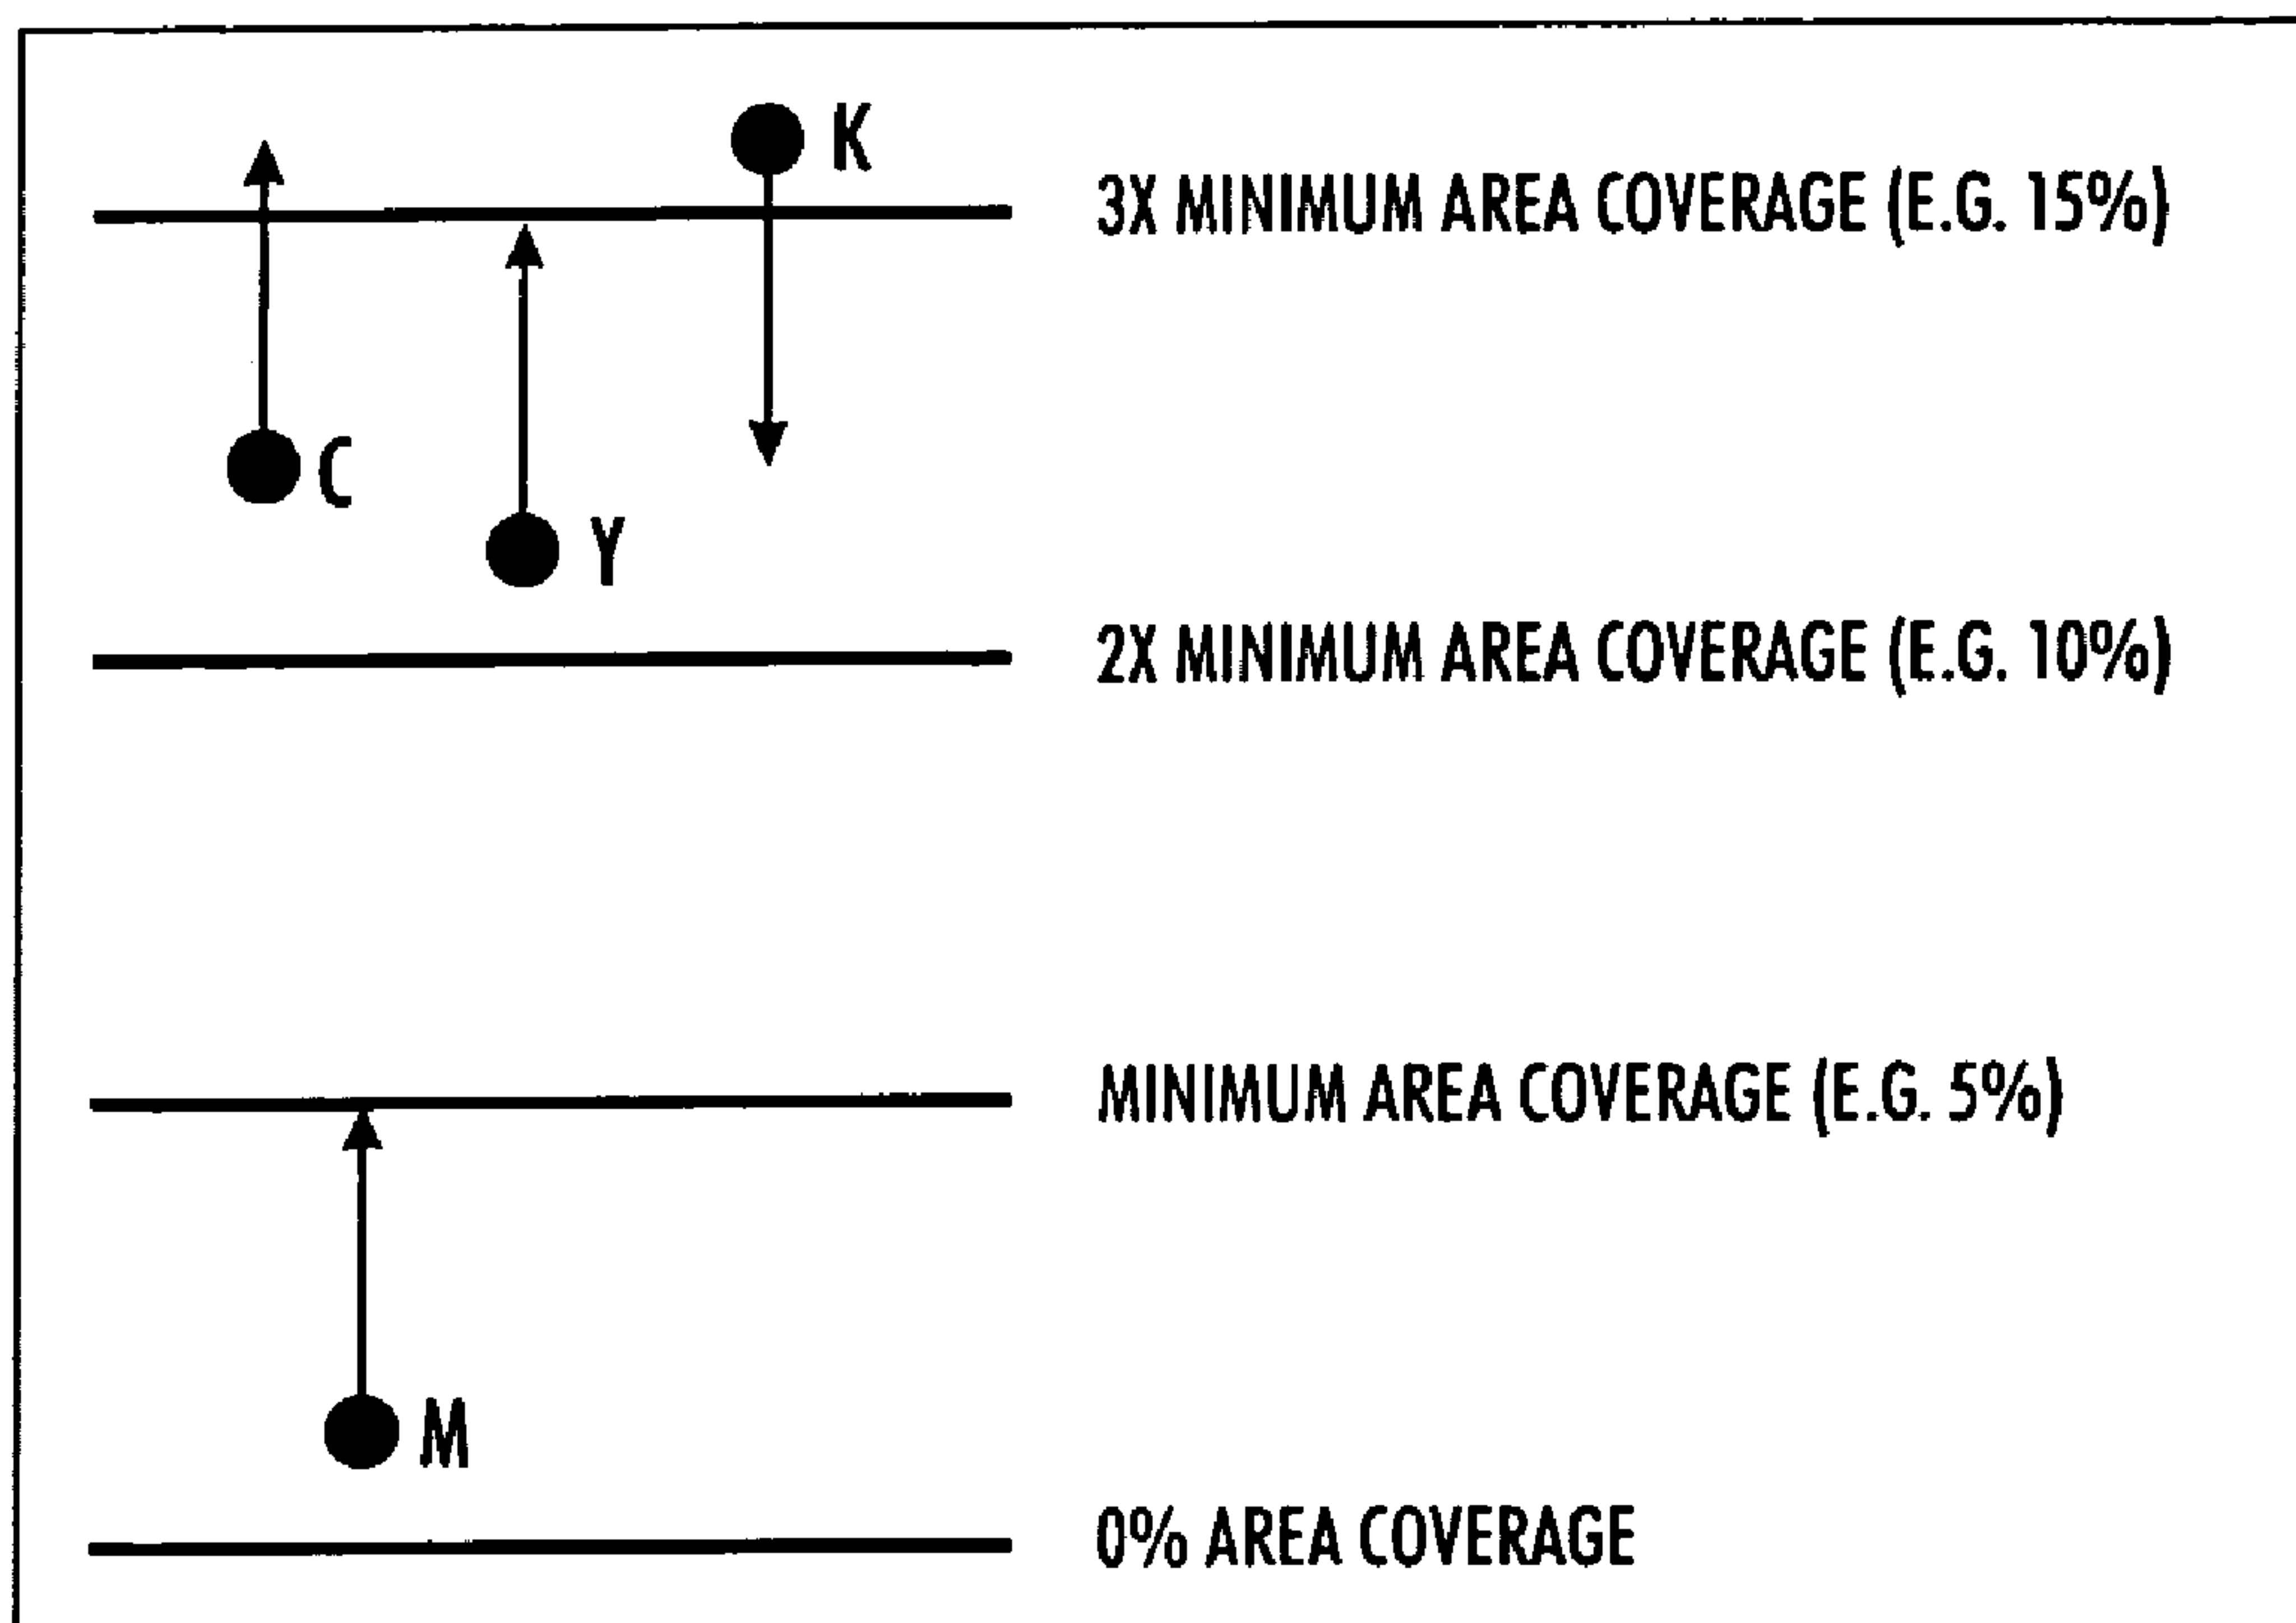 K
3X MINIMUM AREA COVERAGE (E.G. 15%)
C
Y
2X MINIMUM AREA COVERAGE (E.G. 10%)
MINIMUM AREA COVERAGE (E.G. 5%)
M
0% AREA COVERAGE